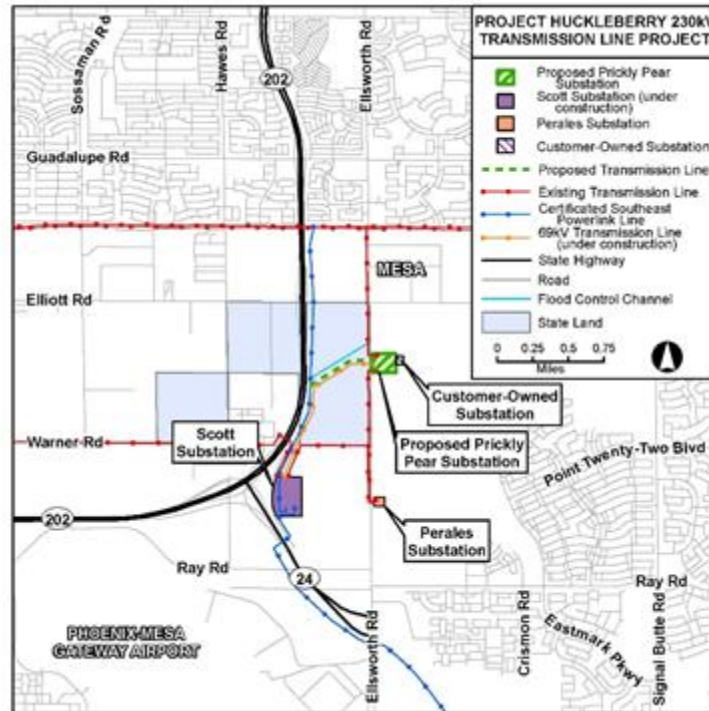 PROJECT HUCKLEBERRY 230kV
TRANSMISSION LINE PROJECT
Proposed Prickly Pear
Substation
Scott Substation (under
construction)
Perales Substation
Customer-Owned Substation
Proposed Transmission Line
Existing Transmission Line
Certificated Southeast
Powerlink Line
69kV Transmission Line
(under construction)
State Highway
Road
Flood Control Channel
State Land
0 0.25 0.5 0.75
Miles
Sossaman Rd
Hawes Rd
Ellsworth Rd
202
Guadalupe Rd
MESA
Elliott Rd
Customer-Owned
Substation
Scott
Substation
Warner Rd
Proposed Prickly
Pear Substation
Point Twenty-Two Blvd
Perales
Substation
202
Ray Rd
24
Ray Rd
PHOENIX-MESA
GATEWAY AIRPORT
Ellsworth Rd
Crismon Rd
Eastmark Pkwy
Signal Butte Rd